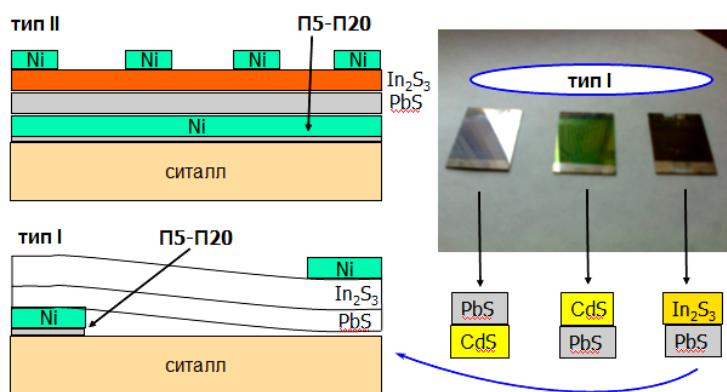 тип II
П5-П20
Ni Ni Ni Ni
In2S3
PbS
Ni
ситалл
тип I
П5-П20
Ni
In2S3
Ni
PbS
ситалл
тип I
PbS
CdS
CdS
PbS
In2S3
PbS